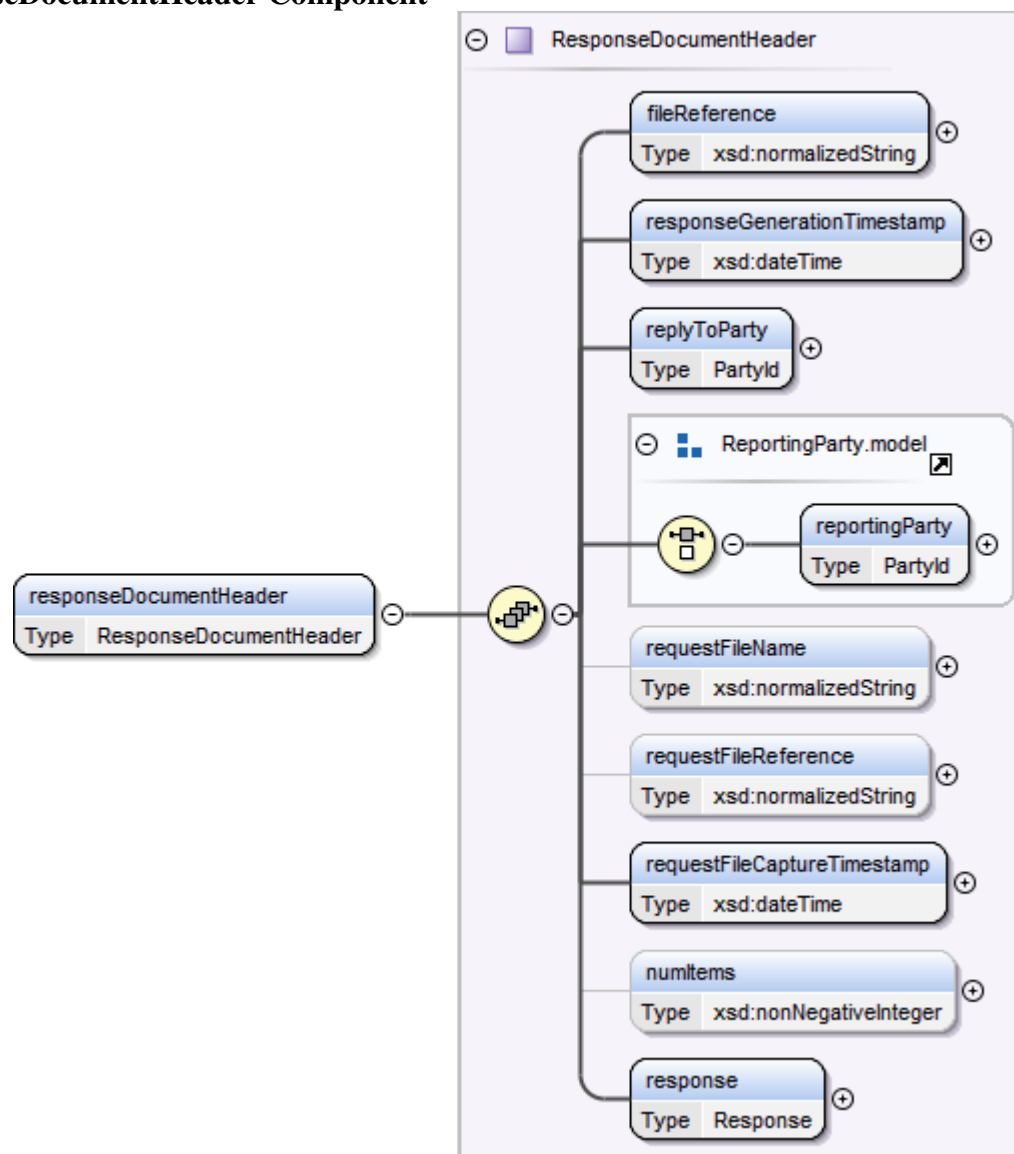 ResponseDocumentHeader
fileReference
Type xsd:normalizedString
responseGenerationTimestamp
Type xsd:dateTime
replyToParty
Type PartyId
ReportingParty.model
reportingParty
Type PartyId
responseDocumentHeader
Type ResponseDocumentHeader
requestFileName
Type xsd:normalizedString
requestFileReference
Type xsd:normalizedString
requestFileCaptureTimestamp
Type xsd:dateTime
numItems
Type xsd:nonNegativeInteger
response
Type Response